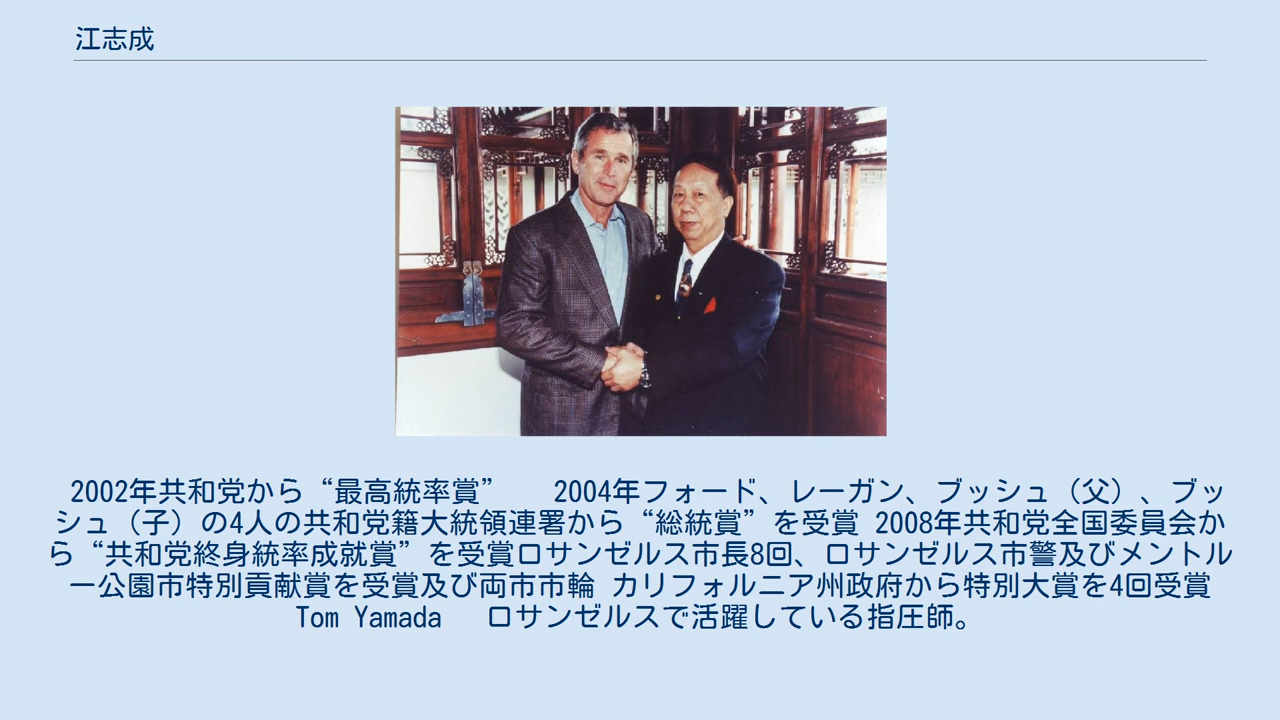 江志成
2002年共和党から“最高統率賞”　　2004年フォード、レーガン、ブッシュ（父）、ブッ
シュ（子）の4人の共和党籍大統領連署から“総統賞”を受賞 2008年共和党全国委員会か
ら“共和党終身統率成就賞”を受賞ロサンゼルス市長8回、ロサンゼルス市警及びメントル
ー公園市特別貢献賞を受賞及び両市市輪 カリフォルニア州政府から特別大賞を4回受賞
Tom Yamada　　ロサンゼルスで活躍している指圧師。